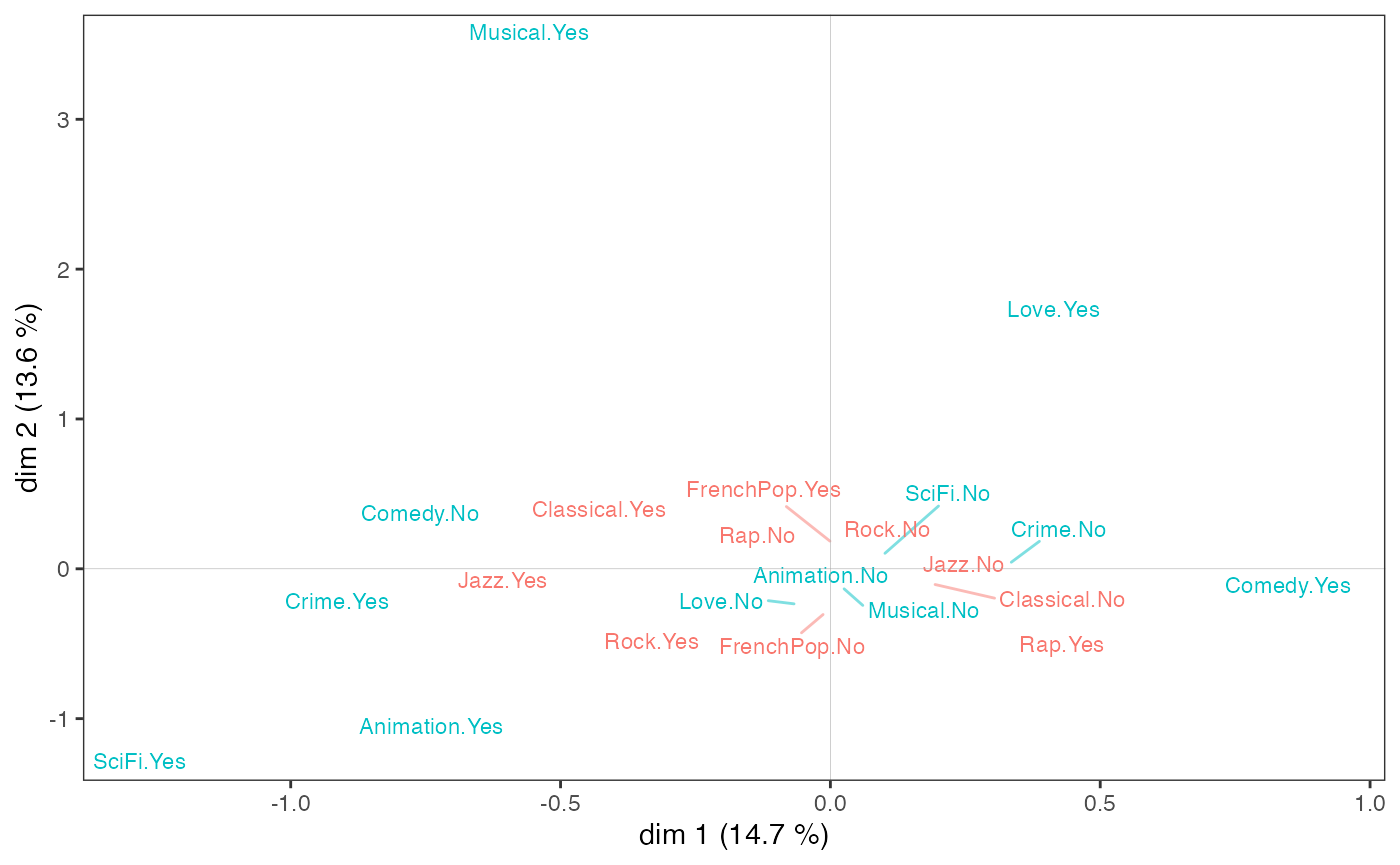 Musical.Yes
3
2
Love.Yes
1
FrenchPop.Yes
SciFi.No
Comedy.No
Classical.Yes
Rap.No
Rock.No
Crime.No
0
Jazz.No
Animation.No
Jazz.Yes
Comedy.Yes
Crime.Yes
Love.No
Classical.No
Musical.No
Rock.Yes
FrenchPop.No
Rap.Yes
-1
Animation.Yes
SciFi.Yes
-1.0 -0.5 0.0 0.5 1.0
dim 1 (14.7 %)
dim 2 (13.6 %)